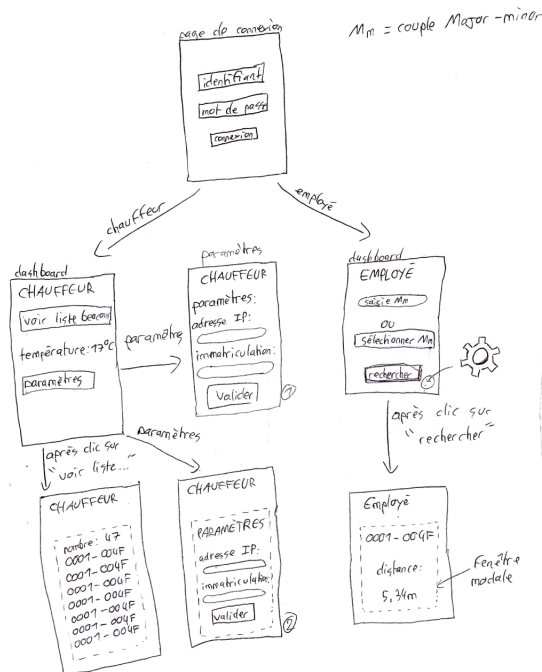 Mm = couple Major-minor
page de connexion
identifiant
mot de passe
connexion
chauffeur
employé
dashboard
CHAUFFEUR
voir liste beacons
température: 17°C
paramètres
paramètre
paramètres
CHAUFFEUR
paramètres:
adresse IP:
immatriculation:
Valider
1
dashboard
EMPLOYÉ
saisie Mm
ou
sélectionner Mm
rechercher
après clic sur
"voir liste..."
paramètres
après clic sur
"rechercher"
CHAUFFEUR
nombre: 47
0001-004F
0001-004F
0001-004F
0001-004F
0001-004F
0001-004F
0001-004F
CHAUFFEUR
PARAMÈTRES
adresse IP:
immatriculation:
valider
2
Employé
0001-004F
distance:
5,34m
Fenêtre
modale